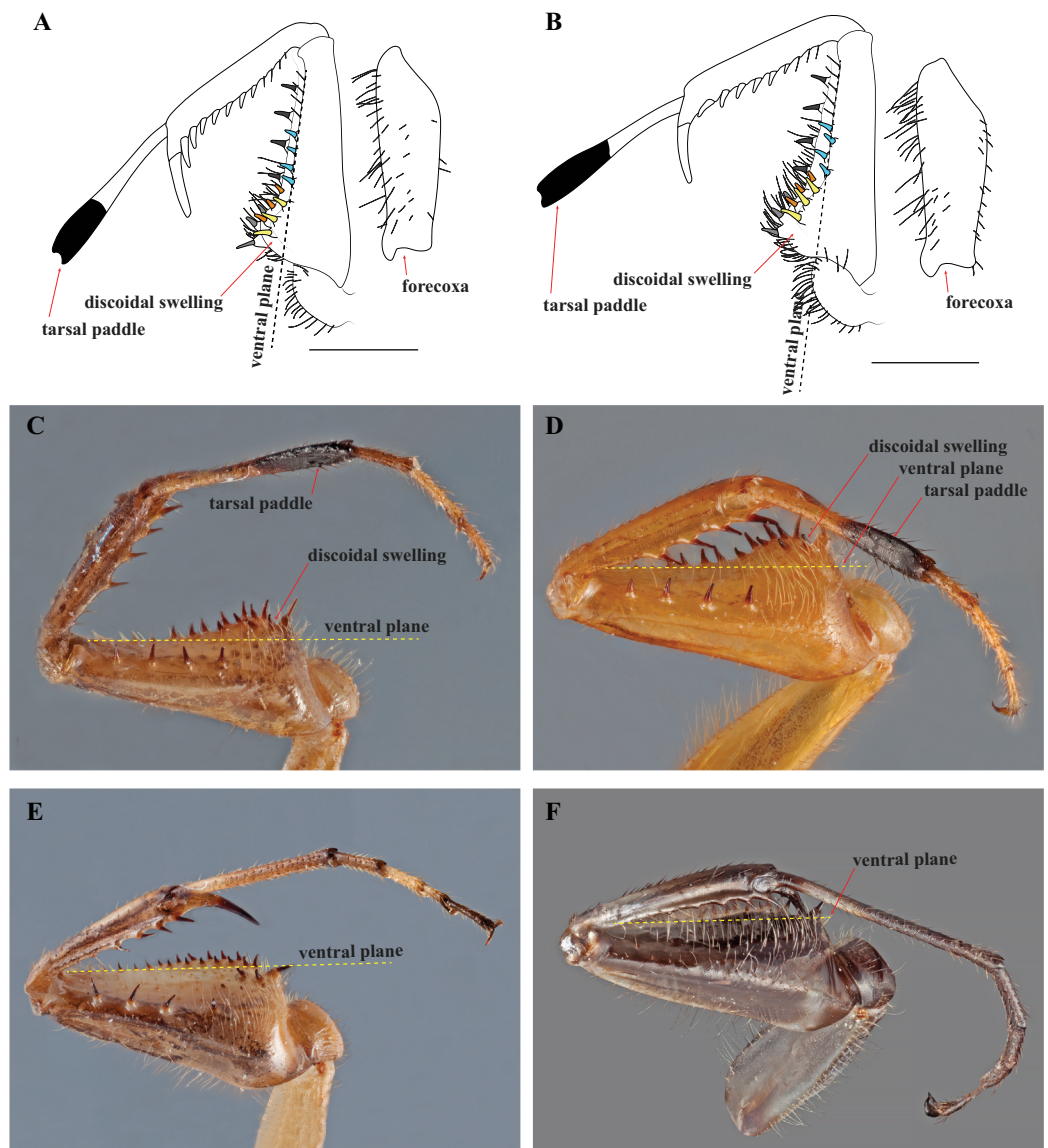 A
tarsal paddle
discoidal swelling
ventral plane
forecoxa
B
tarsal paddle
discoidal swelling
ventral plane
forecoxa
C
tarsal paddle
discoidal swelling
ventral plane
D
discoidal swelling
ventral plane
tarsal paddle
E
ventral plane
F
ventral plane